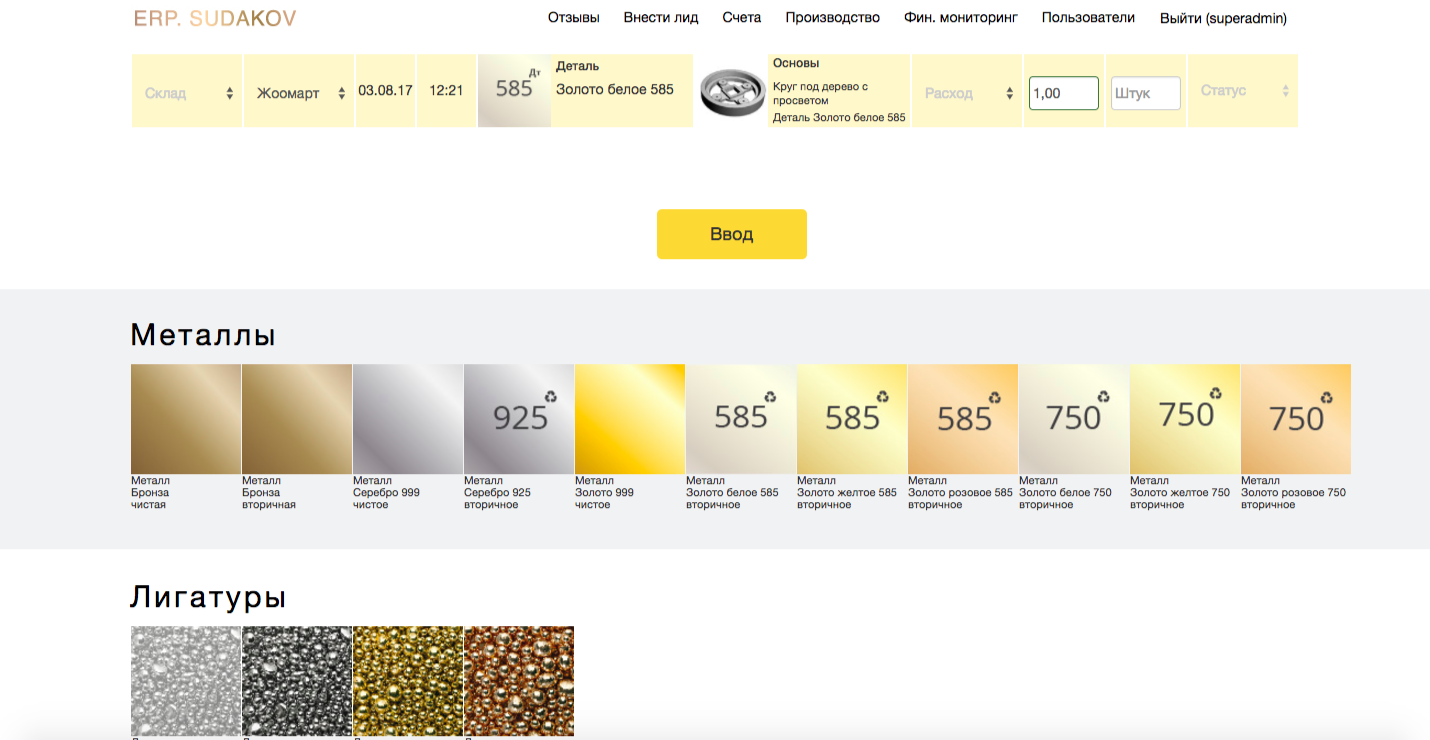 ERP. SUDAKOV
Отзывы Внести лид Счета Производство Фин. мониторинг Пользователи Выйти (superadmin)
Склад Жоомарт 03.08.17 12:21
585 Дт
Деталь
Золото белое 585
Основы
Круг под дерево с
просветом
Деталь Золото белое 585
Расход 1,00 Штук Статус
Ввод
Металлы
925 585 585 585 750 750 750
Металл
Бронза
чистая
Металл
Бронза
вторичная
Металл
Серебро 999
чистое
Металл
Серебро 925
вторичное
Металл
Золото 999
чистое
Металл
Золото белое 585
вторичное
Металл
Золото желтое 585
вторичное
Металл
Золото розовое 585
вторичное
Металл
Золото белое 750
вторичное
Металл
Золото желтое 750
вторичное
Металл
Золото розовое 750
вторичное
Лигатуры